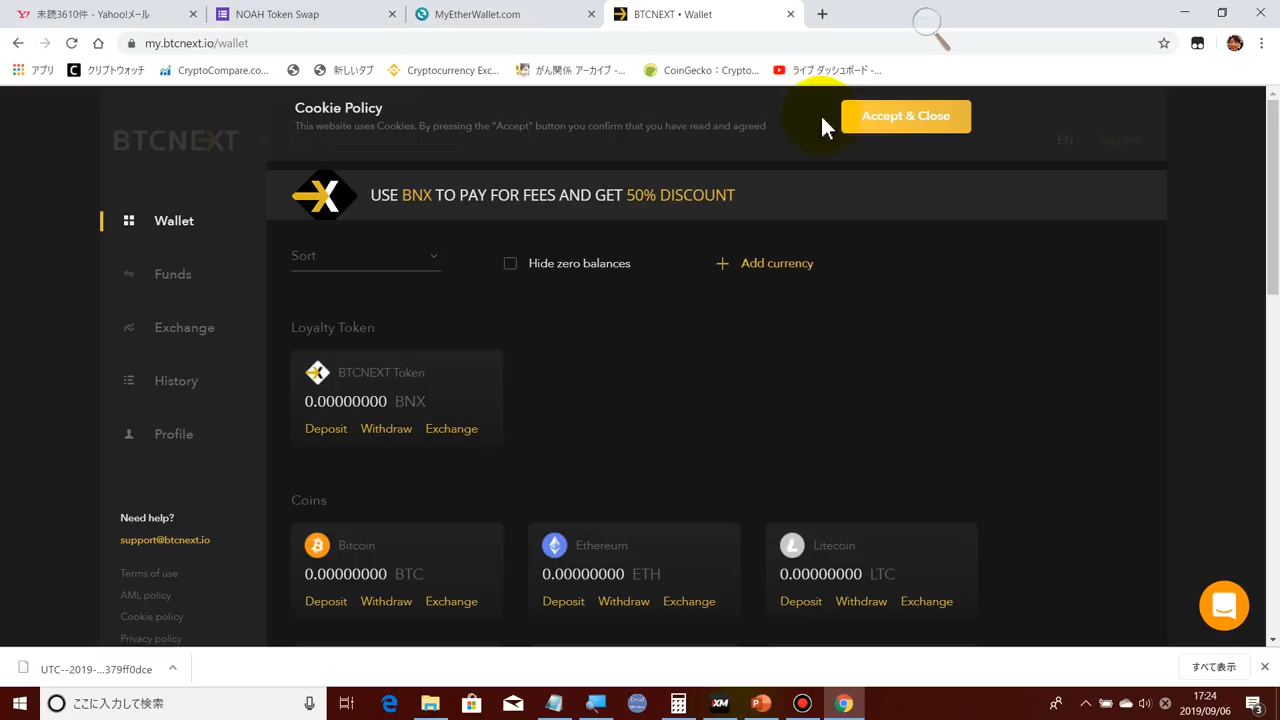 未読3610件 - Yahoo!メール
NOAH Token Swap
MyEtherWallet.com
BTCNEXT • Wallet
my.btcnext.io/wallet
アプリ
クリプトウォッチ
CryptoCompare.co...
新しいタブ
Cryptocurrency Exc...
がん関係 アーカイブ - ...
CoinGecko：Crypto...
ライブ ダッシュボード - ...
Cookie Policy
This website uses Cookies. By pressing the "Accept" button you confirm that you have read and agreed
Accept & Close
BTCNEXT
EN
Log out
USE BNX TO PAY FOR FEES AND GET 50% DISCOUNT
Wallet
Funds
Exchange
History
Profile
Sort
Hide zero balances
Add currency
Loyalty Token
BTCNEXT Token
0.00000000 BNX
Deposit Withdraw Exchange
Coins
Bitcoin
0.00000000 BTC
Deposit Withdraw Exchange
Ethereum
0.00000000 ETH
Deposit Withdraw Exchange
Litecoin
0.00000000 LTC
Deposit Withdraw Exchange
Need help?
support@btcnext.io
Terms of use
AML policy
Cookie policy
Privacy policy
UTC--2019-...379ff0dce
すべて表示
ここに入力して検索
XM
17:24
2019/09/06
3